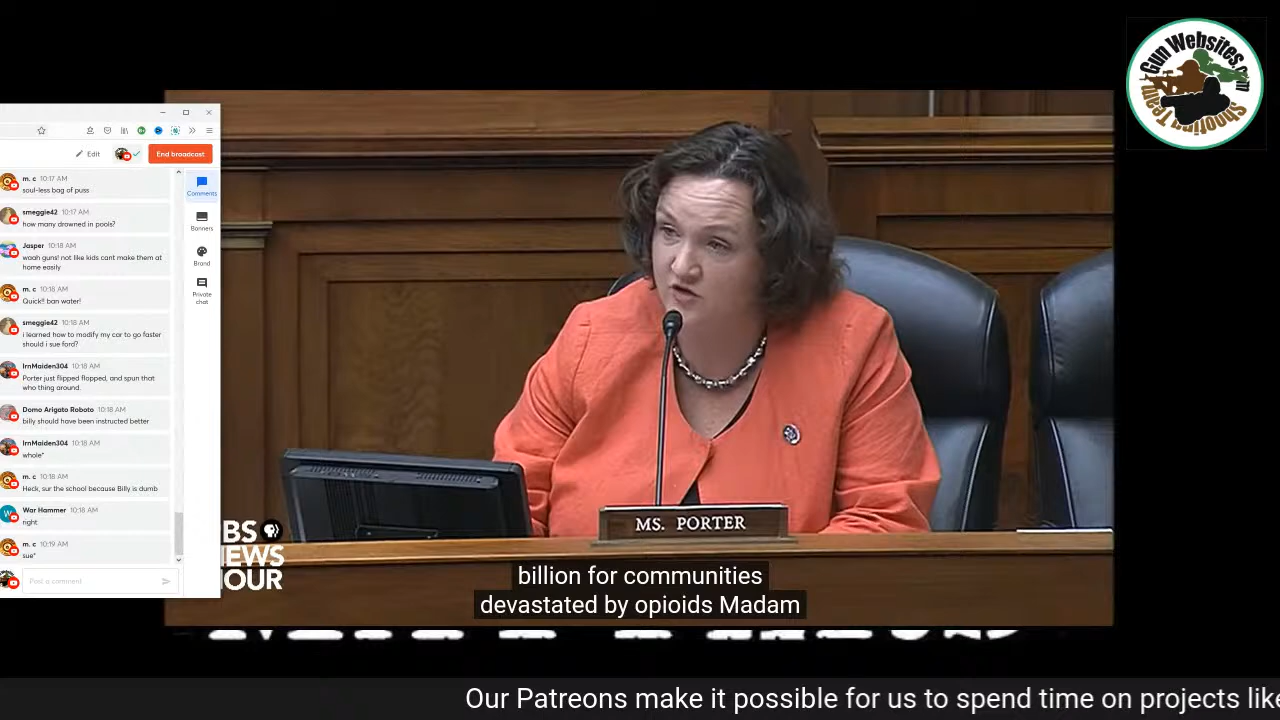 Gun Websites.com
Shooting Team
Edit
End broadcast
m. c 10:17 AM
soul-less bag of puss
smeggie42 10:17 AM
how many drowned in pools?
Jasper 10:18 AM
waah guns! not like kids cant make them at
home easily
m. c 10:18 AM
Quick!! ban water!
smeggie42 10:18 AM
i learned how to modify my car to go faster
should i sue ford?
IrnMaiden304 10:18 AM
Porter just flipped flopped, and spun that
who thing around.
Domo Arigato Roboto 10:18 AM
billy should have been instructed better
IrnMaiden304 10:18 AM
whole*
m. c 10:18 AM
Heck, sur the school because Billy is dumb
War Hammer 10:18 AM
right
m. c 10:19 AM
sue*
Post a comment
Comments
Banners
Brand
Private
chat
MS. PORTER
BS
NEWS
HOUR
billion for communities
devastated by opioids Madam
Our Patreons make it possible for us to spend time on projects like